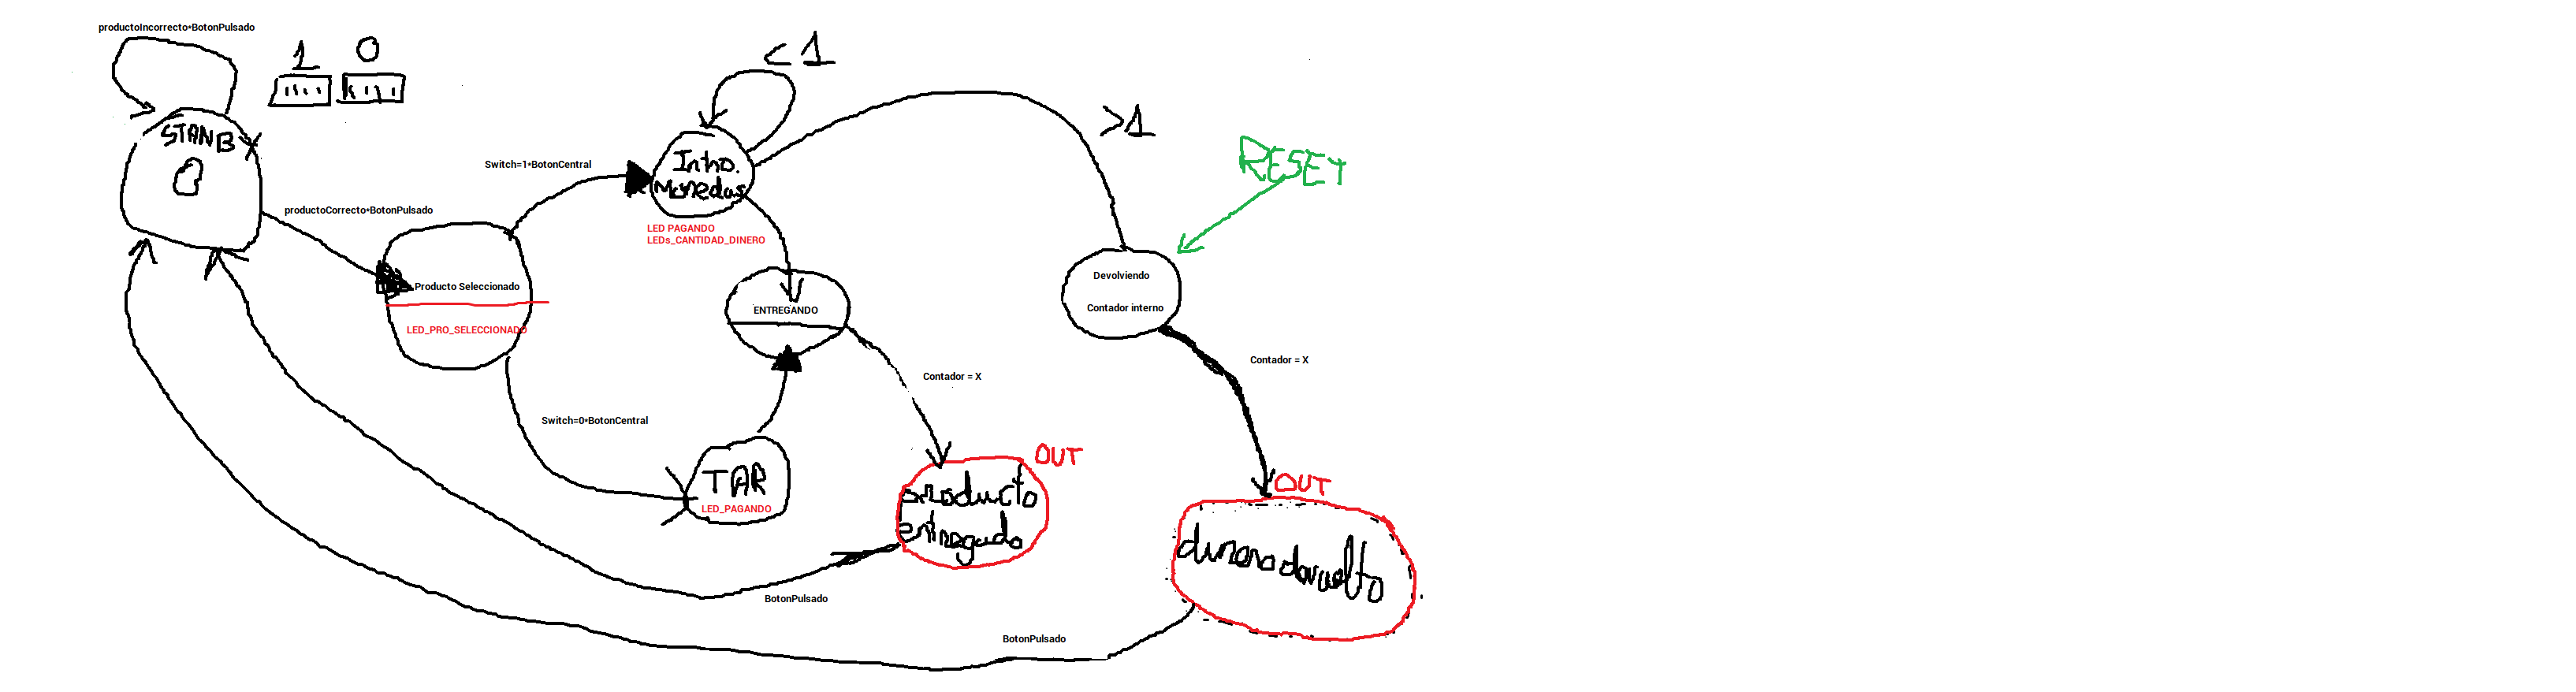 productoIncorrecto*BotonPulsado
1 0
STANBY
0
productoCorrecto*BotonPulsado
Producto Seleccionado
LED_PRO_SELECCIONADO
Switch=1*BotonCentral
Switch=0*BotonCentral
<1
Intro.
Monedas
LED PAGANDO
LEDs_CANTIDAD_DINERO
>1
RESET
ENTREGANDO
Devolviendo
Contador interno
Contador = X
Contador = X
TAR
LED_PAGANDO
OUT
producto
entregado
OUT
dinero devuelto
BotonPulsado
BotonPulsado